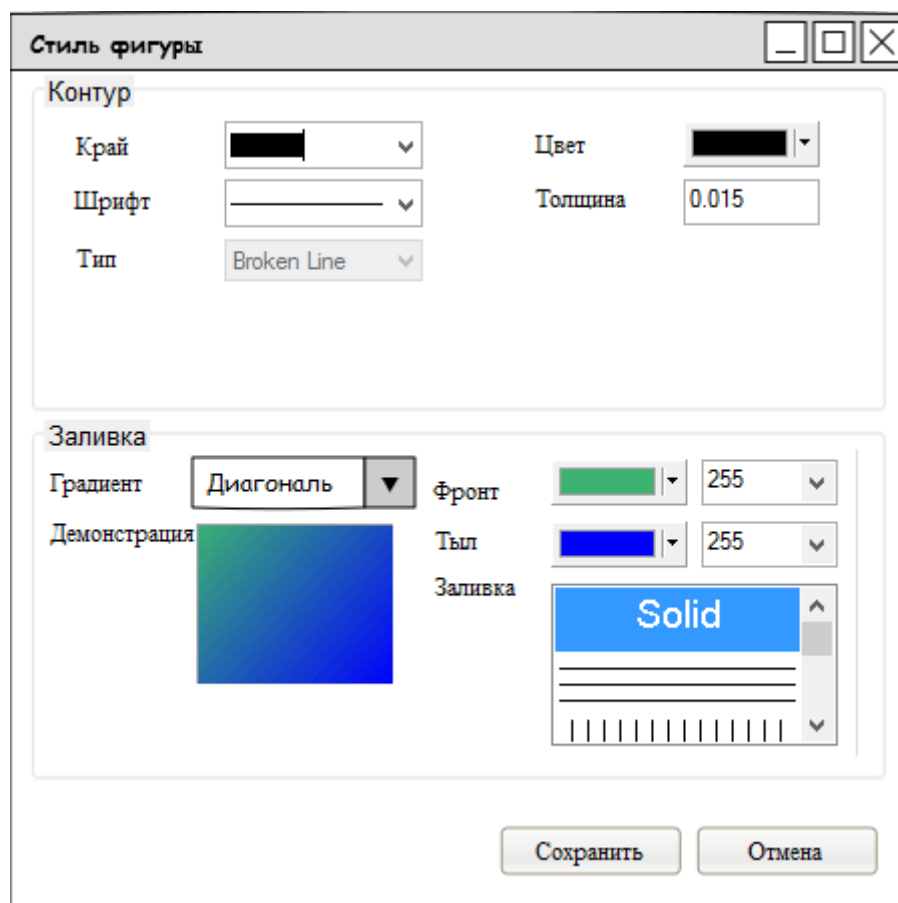 Стиль фигуры
Контур
Край
Цвет
Шрифт
Толщина
0.015
Тип
Broken Line
Заливка
Градиент
Диагональ
Фронт
255
Демонстрация
Тыл
255
Заливка
Solid
Сохранить
Отмена